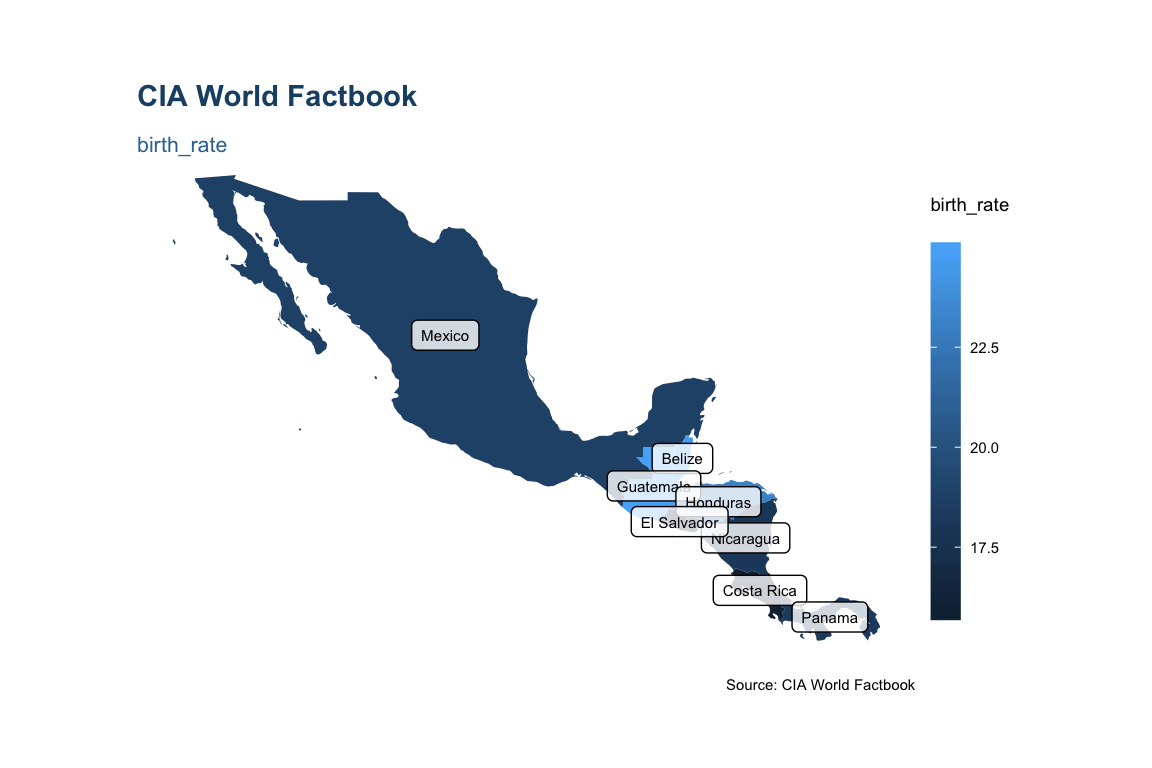 CIA World Factbook
birth_rate
birth_rate
22.5
20.0
17.5
Mexico
Belize
Guatemala
Honduras
El Salvador
Nicaragua
Costa Rica
Panama
Source: CIA World Factbook